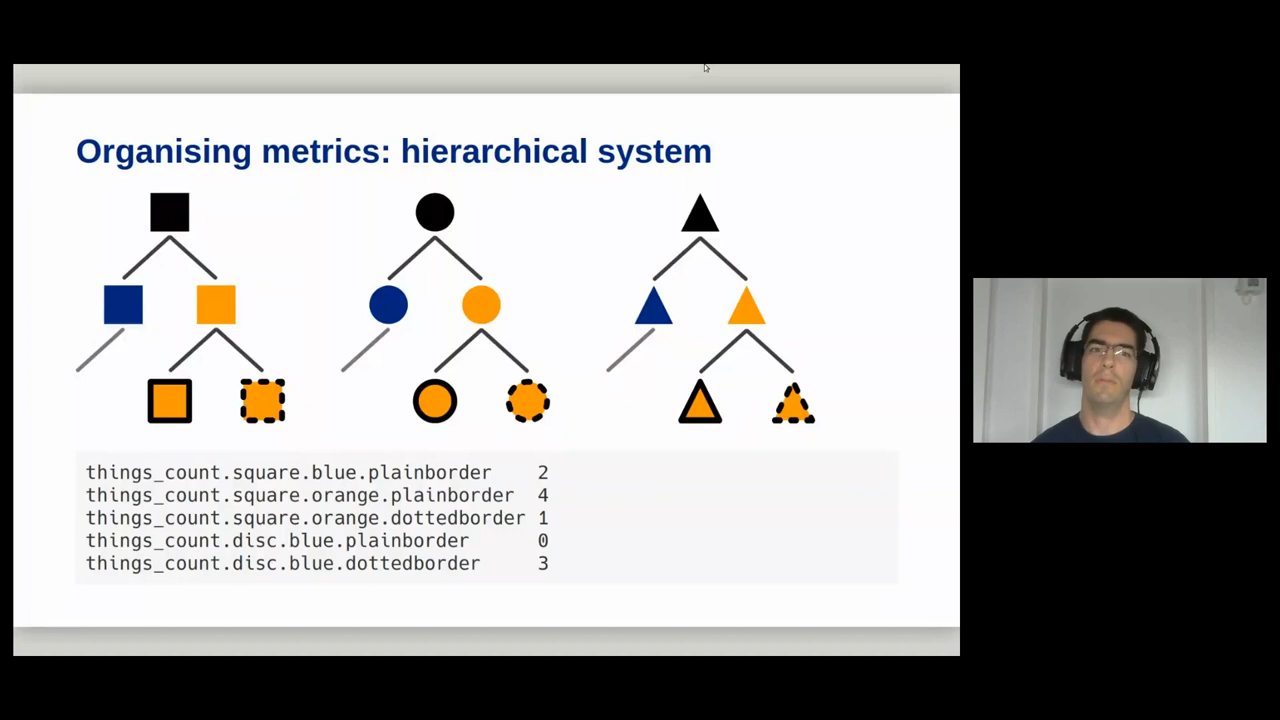 Organising metrics: hierarchical system
things_count.square.blue.plainborder 2
things_count.square.orange.plainborder 4
things_count.square.orange.dottedborder 1
things_count.disc.blue.plainborder 0
things_count.disc.blue.dottedborder 3